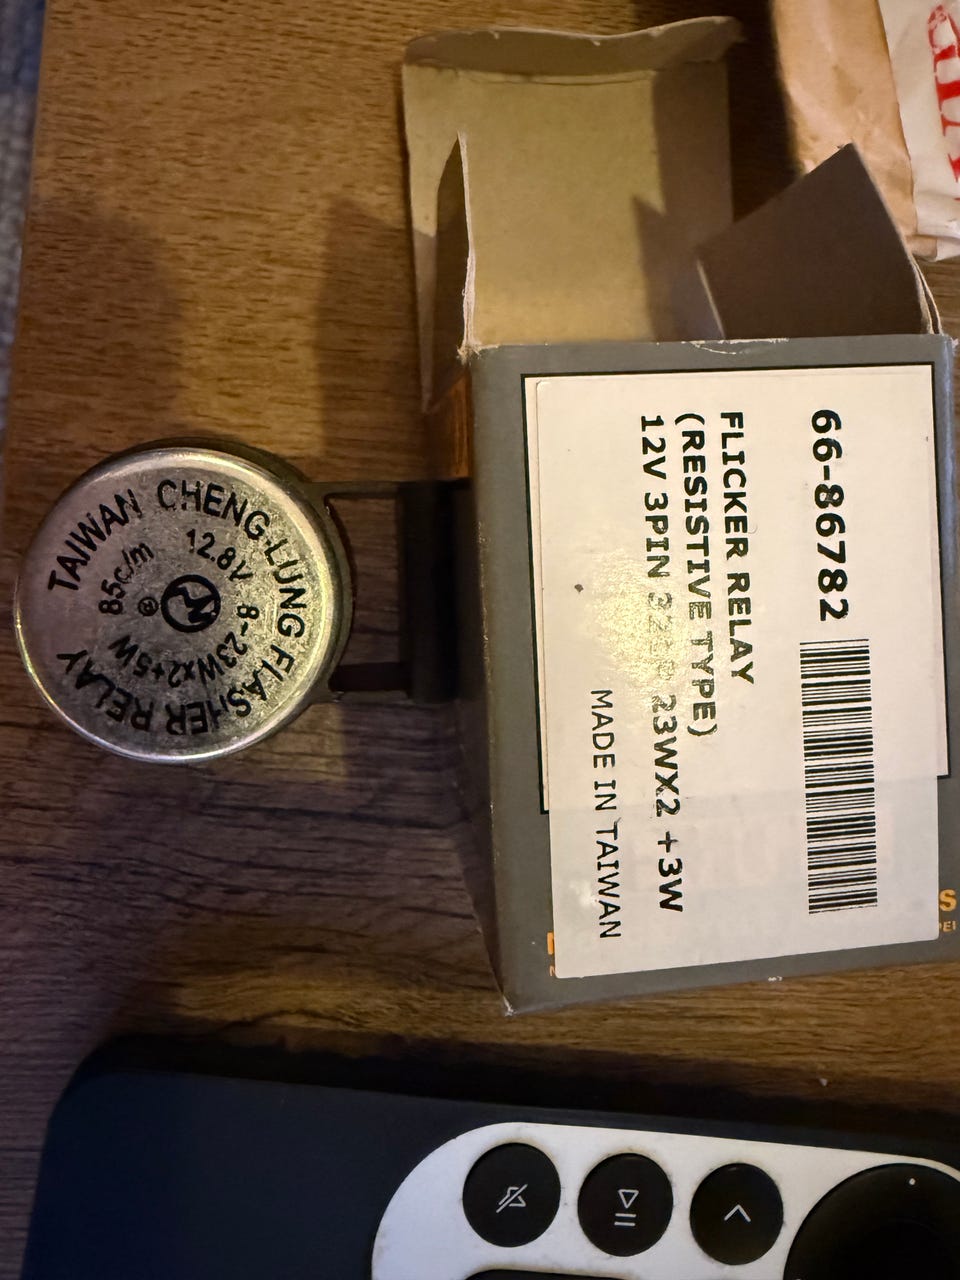 66-86782
FLICKER RELAY
(RESISTIVE TYPE)
12V 3PIN 23WX2 +3W
MADE IN TAIWAN
TAIWAN CHENG-LUNG FLASHER RELAY
12.8V 8~23Wx2+5W
85c/m